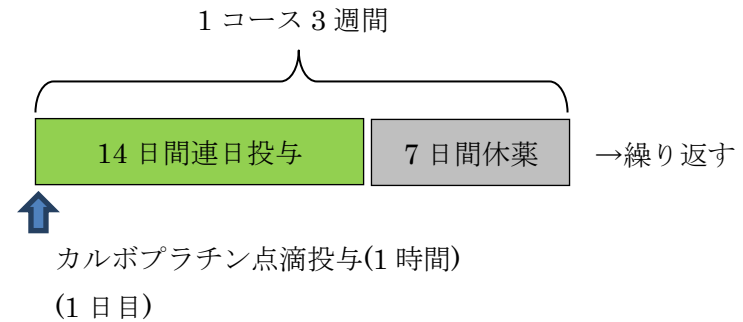 1 コース 3 週間
14 日間連日投与
7 日間休薬
→繰り返す
カルボプラチン点滴投与(1 時間)
(1 日目)